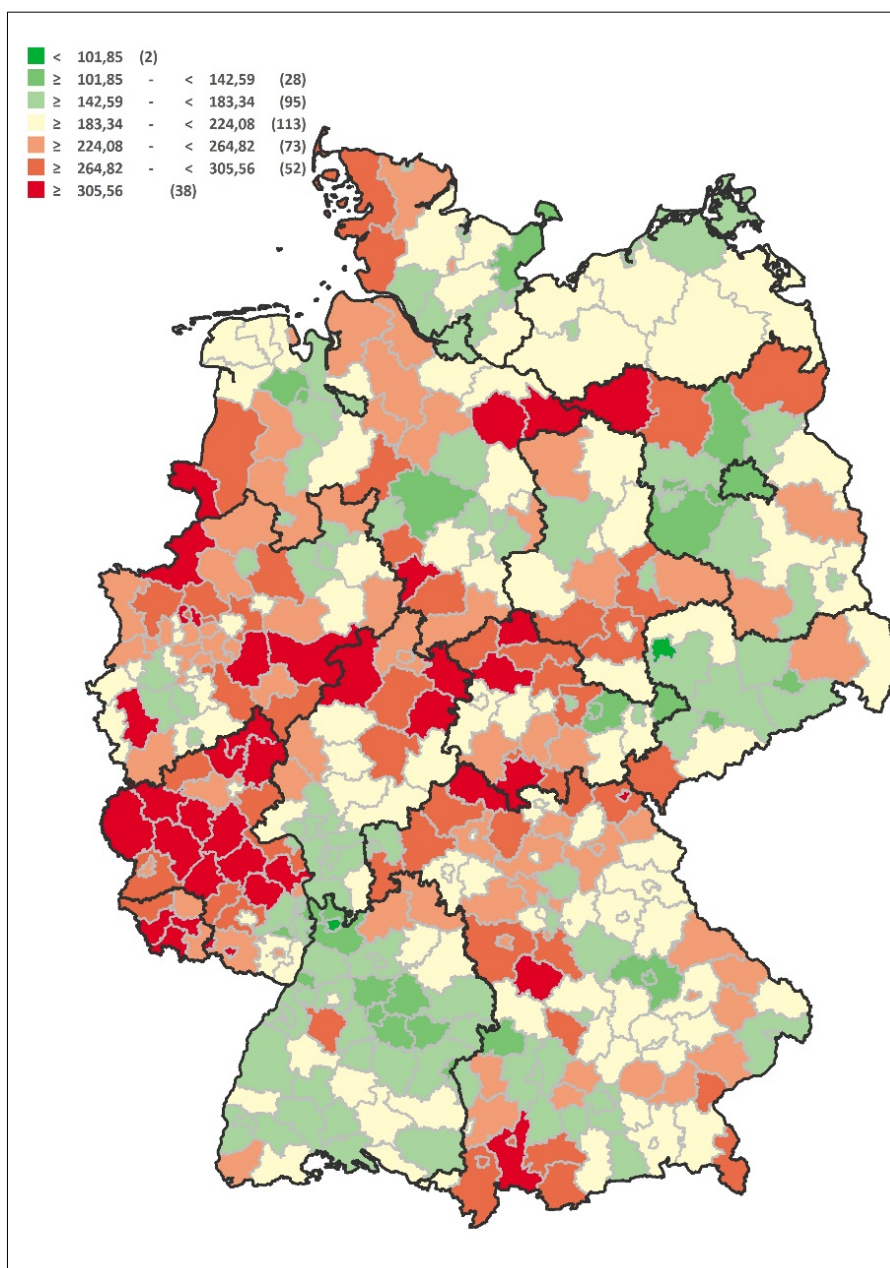 < 101,85 (2)
≥ 101,85 - < 142,59 (28)
≥ 142,59 - < 183,34 (95)
≥ 183,34 - < 224,08 (113)
≥ 224,08 - < 264,82 (73)
≥ 264,82 - < 305,56 (52)
≥ 305,56 (38)